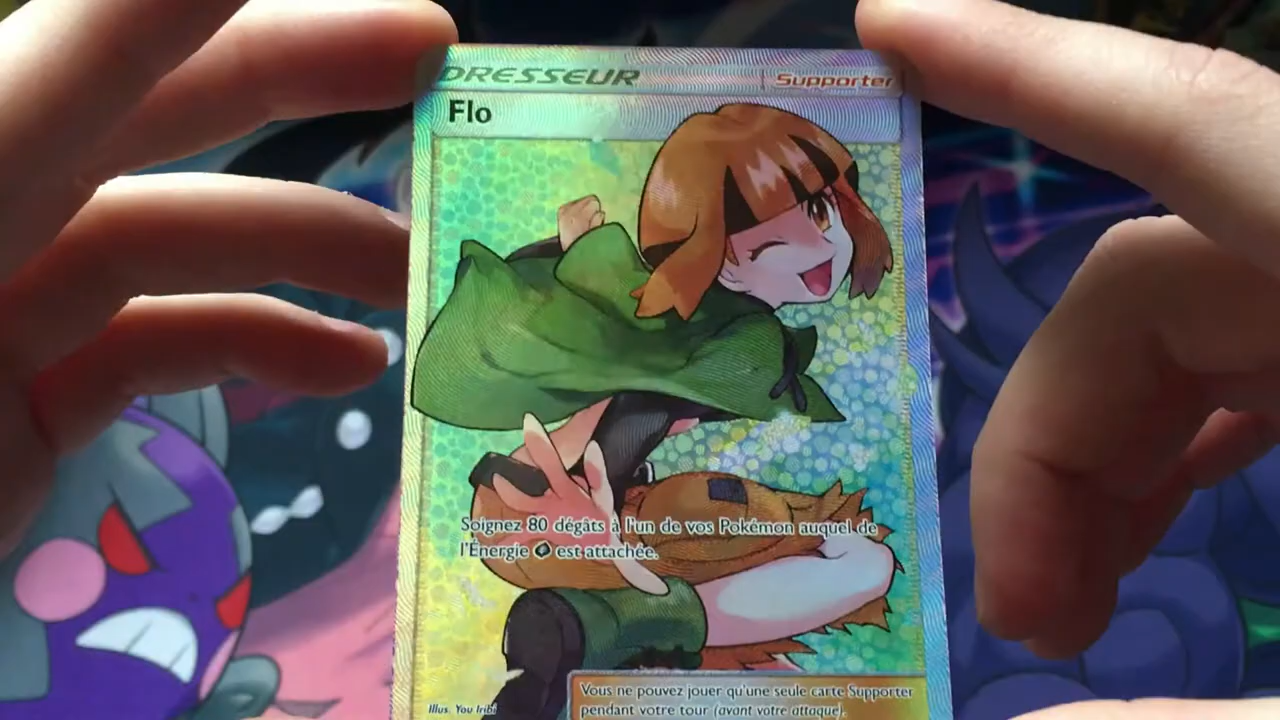 DRESSEUR
Supporter
Flo
Soignez 80 dégâts à l'un de vos Pokémon auquel de
l'Énergie est attachée.
Vous ne pouvez jouer qu'une seule carte Supporter
pendant votre tour (avant votre attaque).
Illus. You Iribi